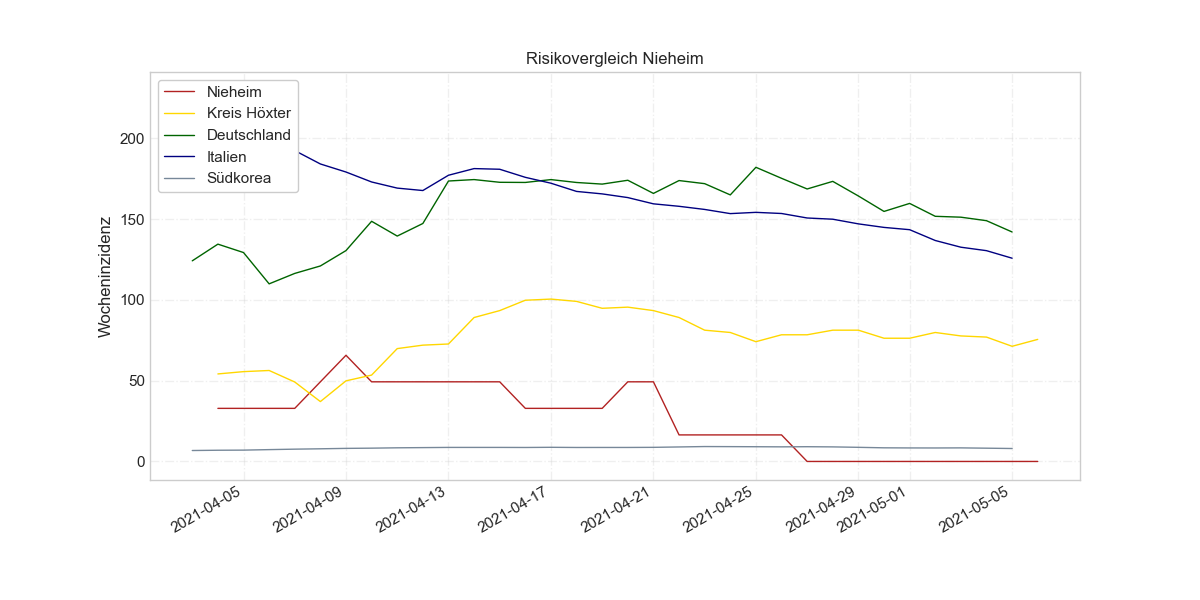 Risikovergleich Nieheim
Nieheim
Kreis Höxter
Deutschland
Italien
Südkorea
Wocheninzidenz
200
150
100
50
0
2021-04-05
2021-04-09
2021-04-13
2021-04-17
2021-04-21
2021-04-25
2021-04-29
2021-05-01
2021-05-05